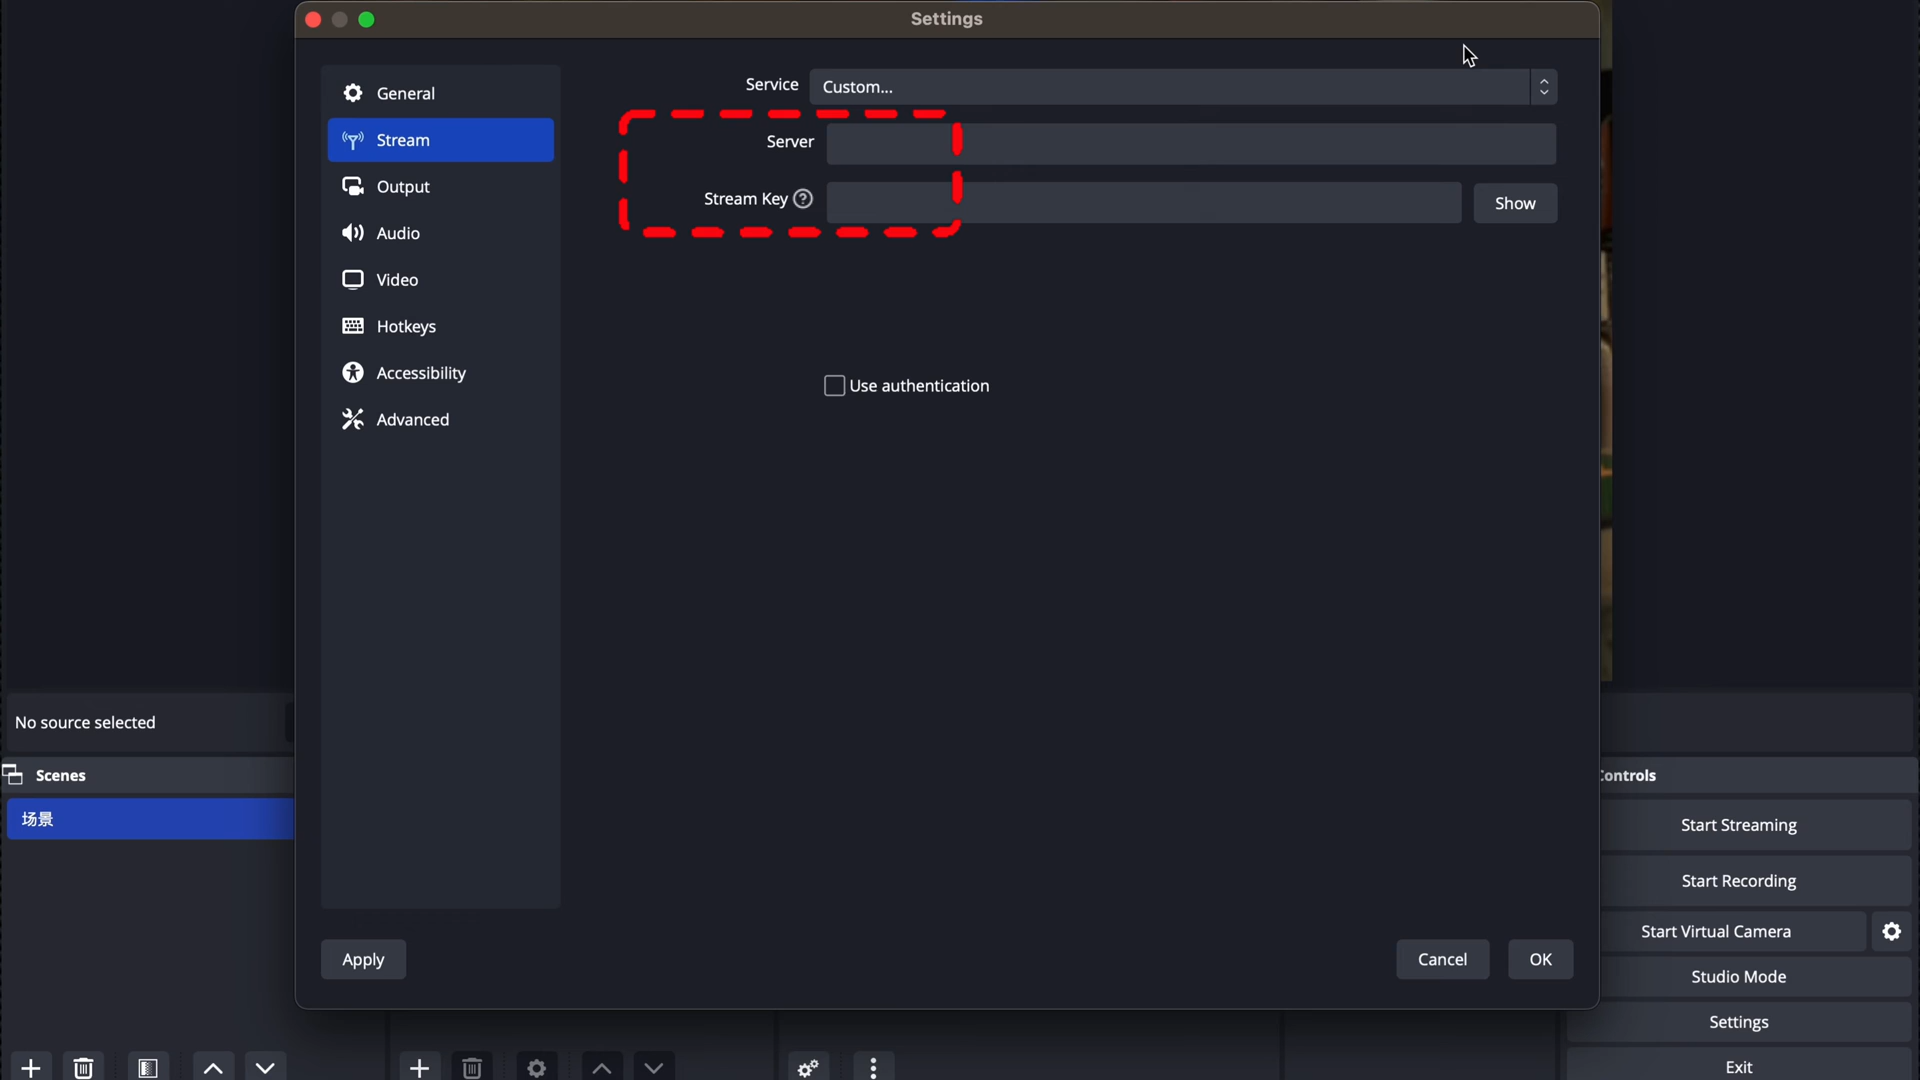 Settings
General
Stream
Output
Audio
Video
Hotkeys
Accessibility
Advanced
Service
Custom...
Server
Stream Key ?
Show
Use authentication
Apply
Cancel
OK
No source selected
Scenes
场景
Controls
Start Streaming
Start Recording
Start Virtual Camera
Studio Mode
Settings
Exit